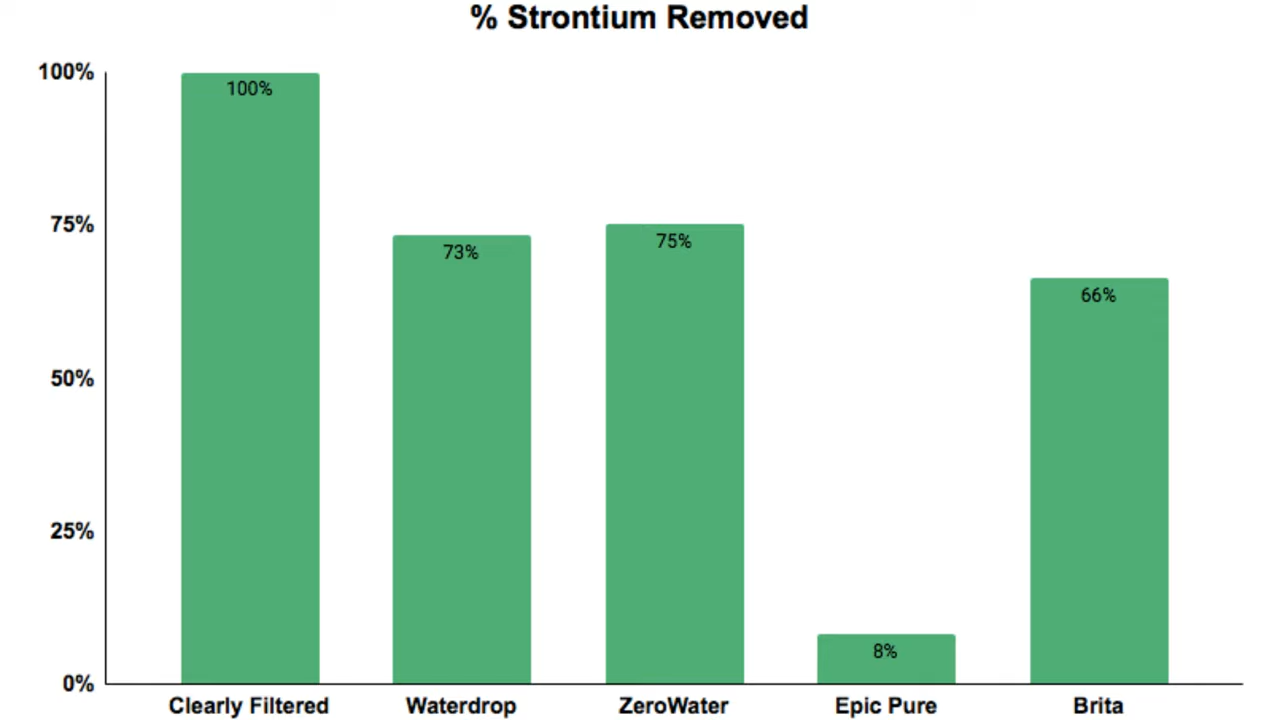 % Strontium Removed
100%
75%
50%
25%
0%
100%
73%
75%
8%
66%
Clearly Filtered
Waterdrop
ZeroWater
Epic Pure
Brita